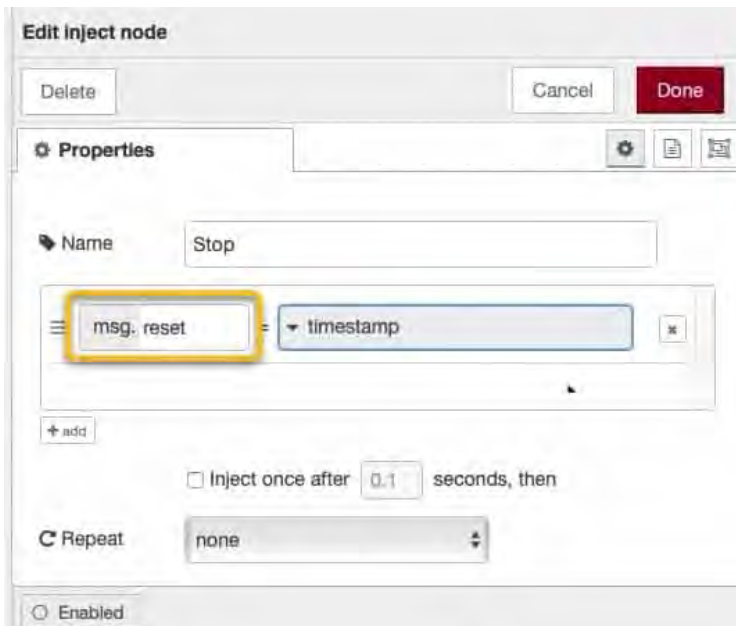 Edit inject node
Delete Cancel Done
Properties
Name Stop
msg. reset = timestamp
add
Inject once after 0.1 seconds, then
Repeat none
Enabled